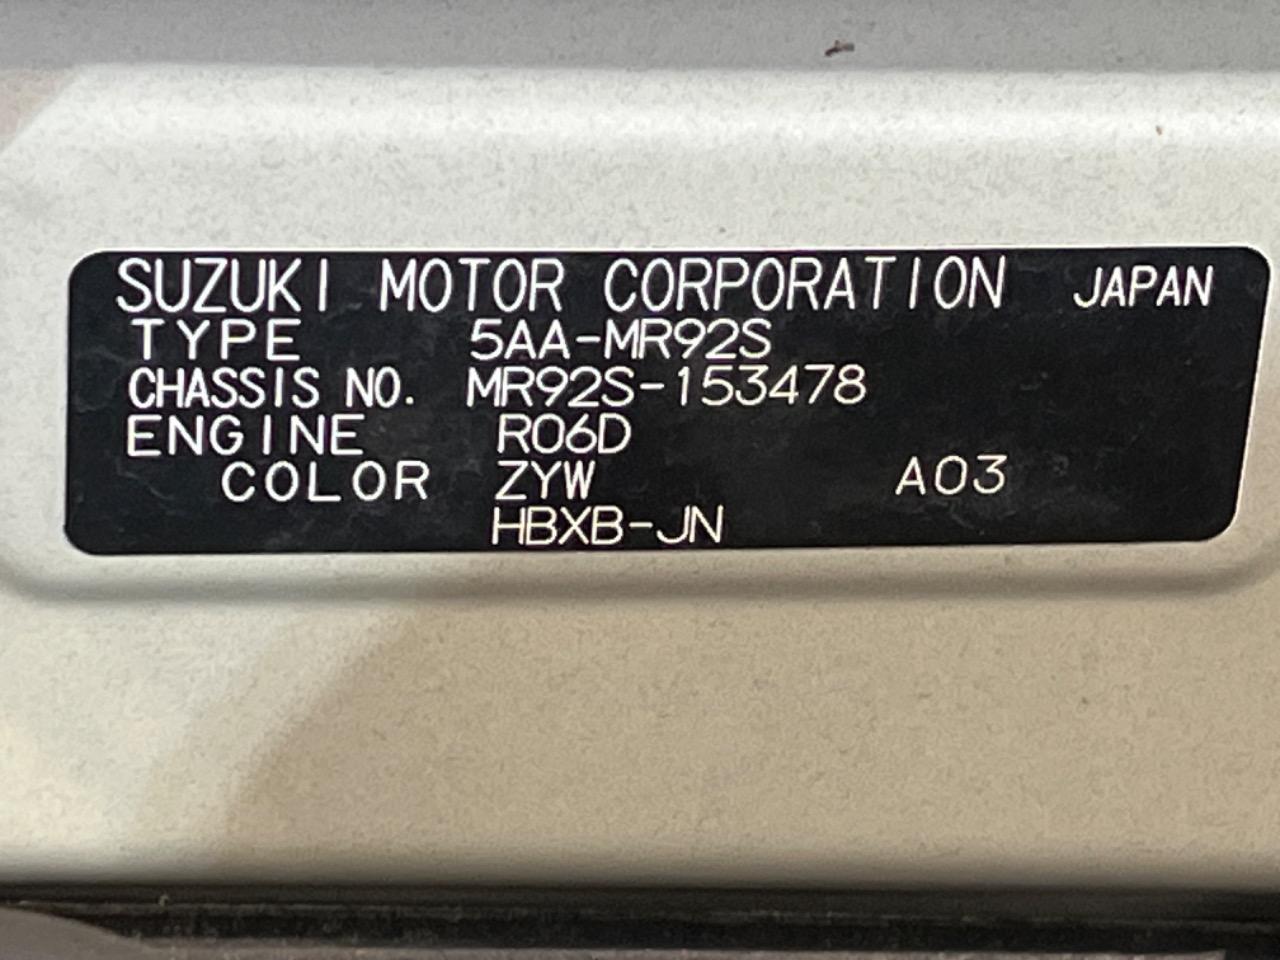 SUZUKI MOTOR CORPORATION JAPAN
TYPE 5AA-MR92S
CHASSIS NO. MR92S-153478
ENGINE R06D
COLOR ZYW A03
HBXB-JN